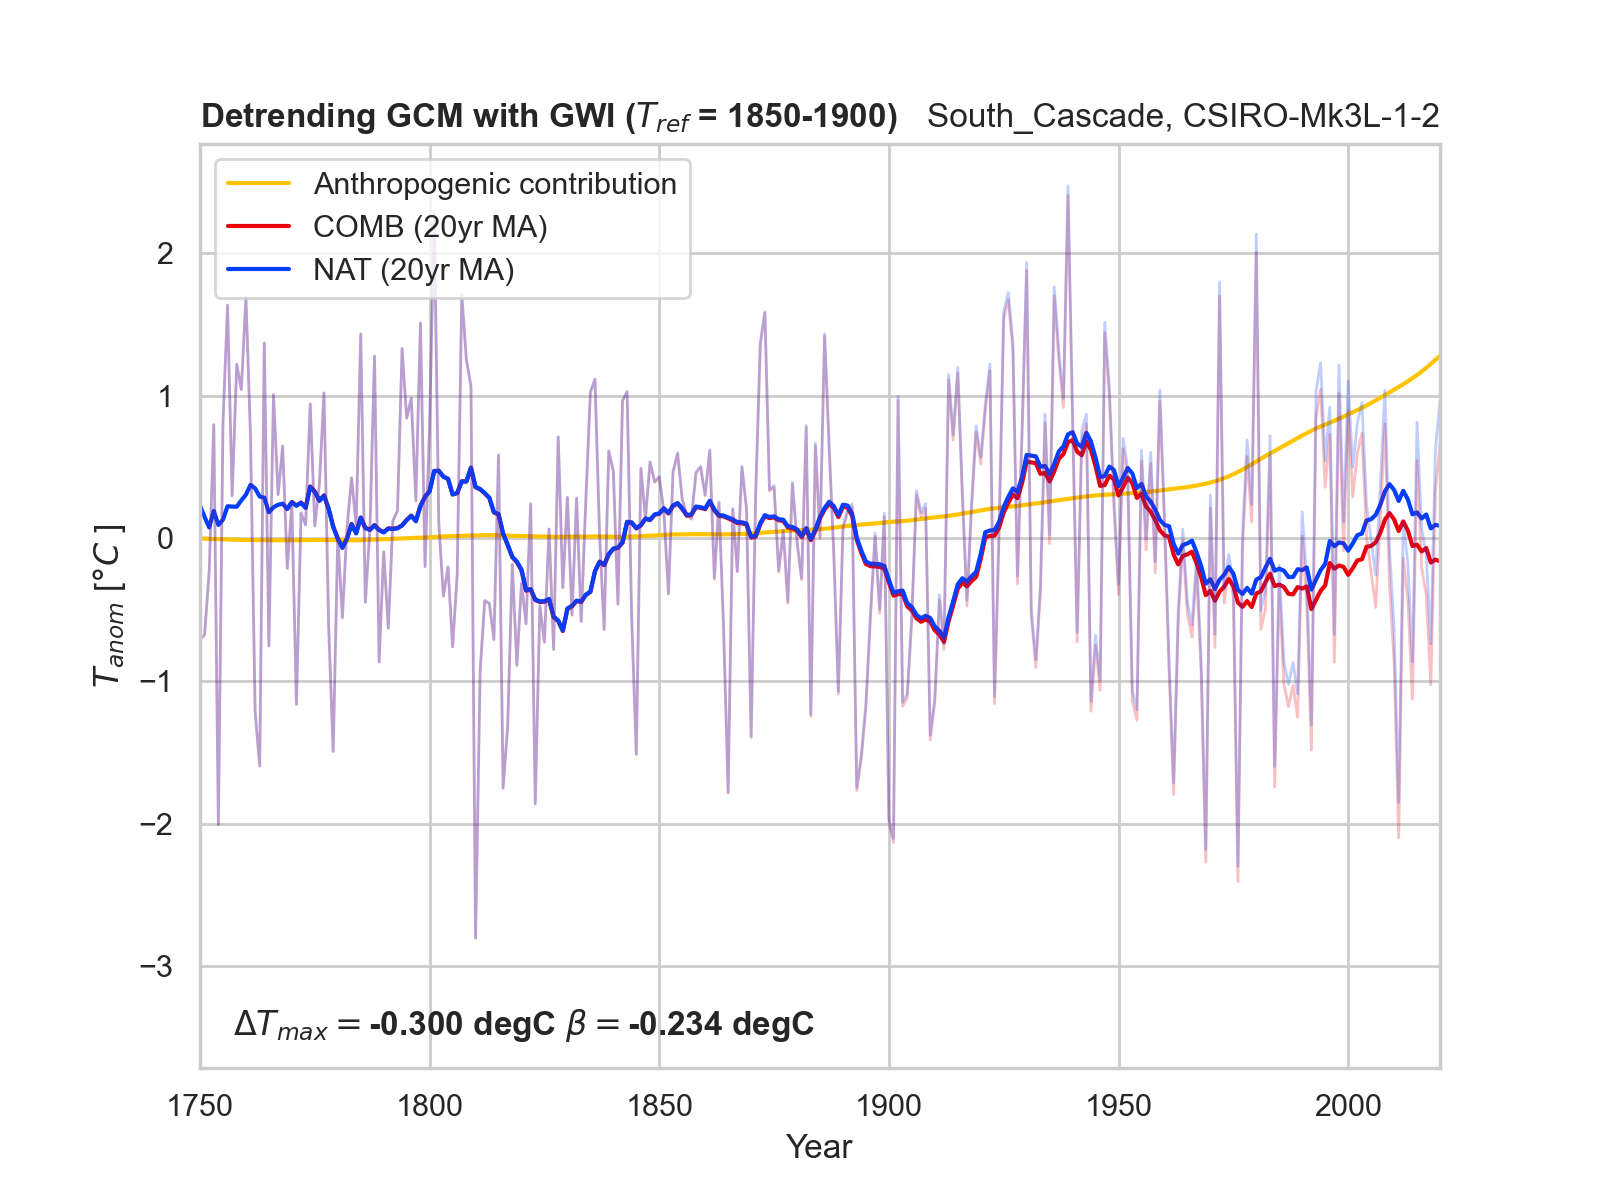 Detrending GCM with GWI (T_ref = 1850-1900) South_Cascade, CSIRO-Mk3L-1-2
Anthropogenic contribution
COMB (20yr MA)
NAT (20yr MA)
2
1
0
−1
−2
−3
T_anom [°C]
ΔT_max = -0.300 degC β = -0.234 degC
1750 1800 1850 1900 1950 2000
Year